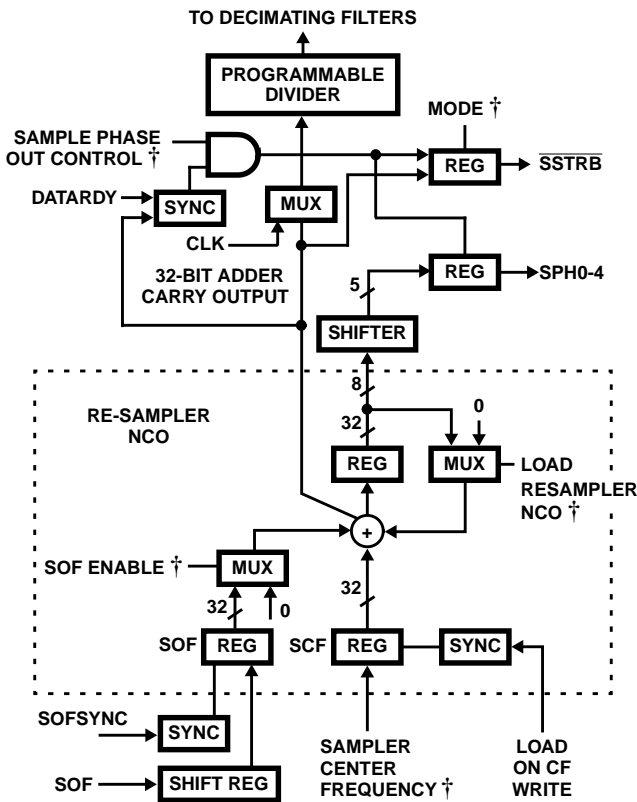 TO DECIMATING FILTERS
PROGRAMMABLE
DIVIDER
MODE †
SAMPLE PHASE
OUT CONTROL †
REG
SSTRB
DATARDY
SYNC
MUX
CLK
32-BIT ADDER
CARRY OUTPUT
5
REG
SPH0-4
SHIFTER
8
RE-SAMPLER
NCO
32
0
REG
MUX
LOAD
RESAMPLER
NCO †
+
SOF ENABLE †
MUX
32
0
32
SOF
REG
SCF
REG
SYNC
SOFSYNC
SYNC
SOF
SHIFT REG
SAMPLER
CENTER
FREQUENCY †
LOAD
ON CF
WRITE